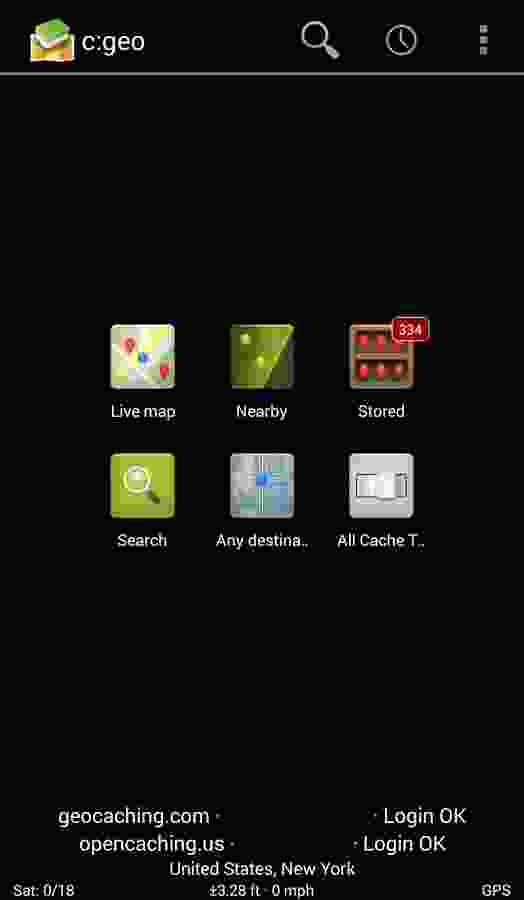 c:geo
334
Live map Nearby Stored
Search Any destina.. All Cache T..
geocaching.com · · Login OK
opencaching.us · · Login OK
United States, New York
Sat: 0/18 ±3.28 ft · 0 mph GPS